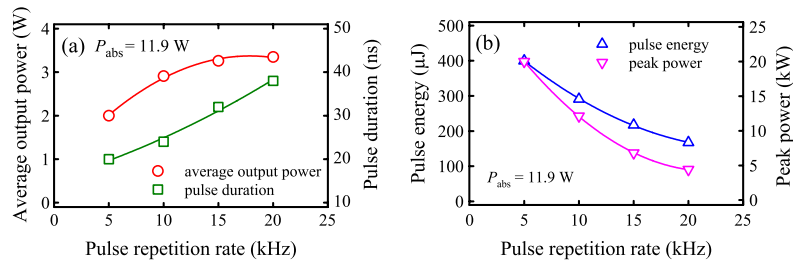 (a) P_abs = 11.9 W
Average output power (W)
4
3
2
1
0
Pulse duration (ns)
50
40
30
20
10
average output power
pulse duration
0 5 10 15 20 25
Pulse repetition rate (kHz)
(b)
Pulse energy (μJ)
500
400
300
200
100
0
Peak power (kW)
25
20
15
10
5
0
pulse energy
peak power
P_abs = 11.9 W
0 5 10 15 20 25
Pulse repetition rate (kHz)